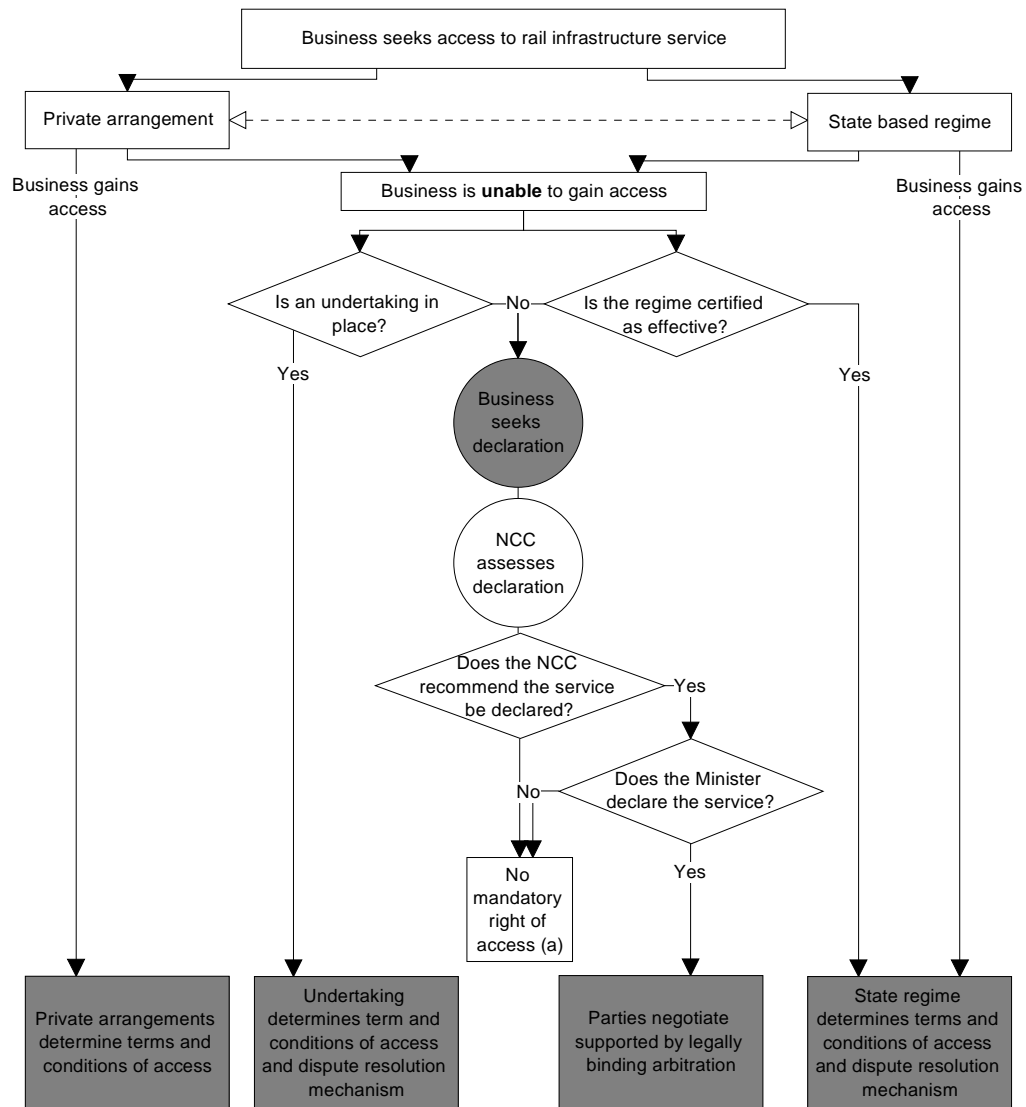 Business seeks access to rail infrastructure service
Private arrangement
State based regime
Business gains
access
Business gains
access
Business is unable to gain access
Is an undertaking in
place?
No
Is the regime certified
as effective?
Yes
Yes
Business
seeks
declaration
NCC
assesses
declaration
Does the NCC
recommend the service
be declared?
Yes
Does the Minister
declare the service?
No
Yes
No
mandatory
right of
access (a)
Private arrangements
determine terms and
conditions of access
Undertaking
determines term and
conditions of access
and dispute resolution
mechanism
Parties negotiate
supported by legally
binding arbitration
State regime
determines terms and
conditions of access
and dispute resolution
mechanism